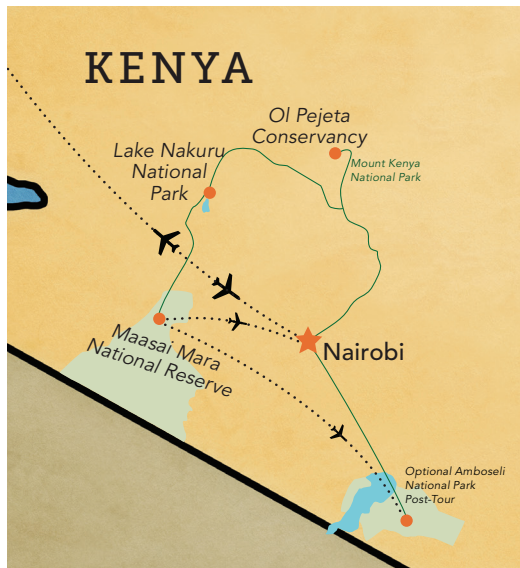 KENYA
Ol Pejeta
Conservancy
Mount Kenya
National Park
Lake Nakuru
National
Park
Maasai Mara
National Reserve
Nairobi
Optional Amboseli
National Park
Post-Tour